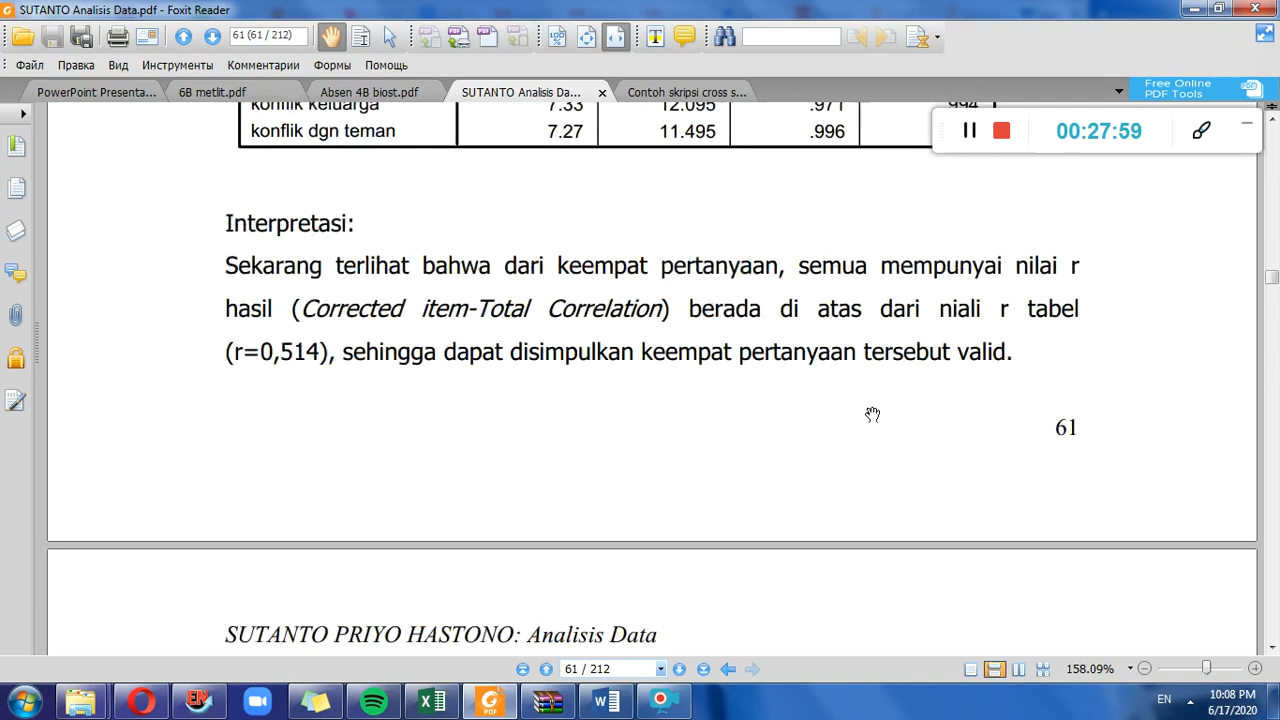 SUTANTO Analisis Data.pdf - Foxit Reader
61 (61 / 212)
Файл Правка Вид Инструменты Комментарии Формы Помощь
PowerPoint Presenta... 6B metlit.pdf Absen 4B biost.pdf SUTANTO Analisis Da... Contoh skripsi cross s...
Free Online
PDF Tools
konflik keluarga 7.33 12.095 .971 .994
konflik dgn teman 7.27 11.495 .996
00:27:59
Interpretasi:
Sekarang terlihat bahwa dari keempat pertanyaan, semua mempunyai nilai r
hasil (Corrected item-Total Correlation) berada di atas dari niali r tabel
(r=0,514), sehingga dapat disimpulkan keempat pertanyaan tersebut valid.
61
SUTANTO PRIYO HASTONO: Analisis Data
61 / 212
158.09%
EN
10:08 PM
6/17/2020